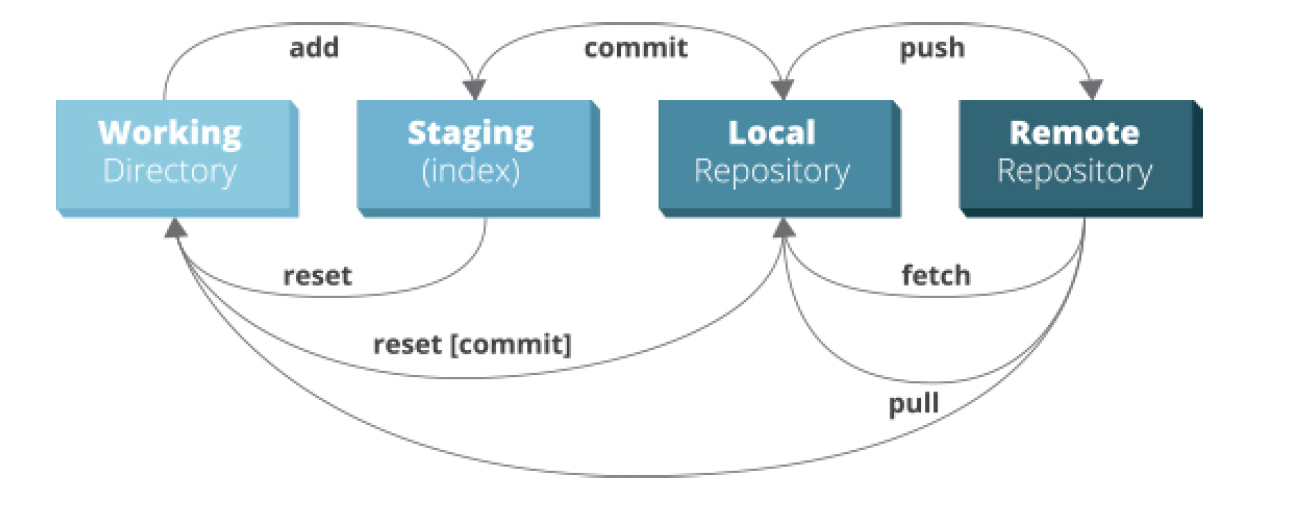 add
commit
push
Working
Directory
Staging
(index)
Local
Repository
Remote
Repository
reset
fetch
reset [commit]
pull